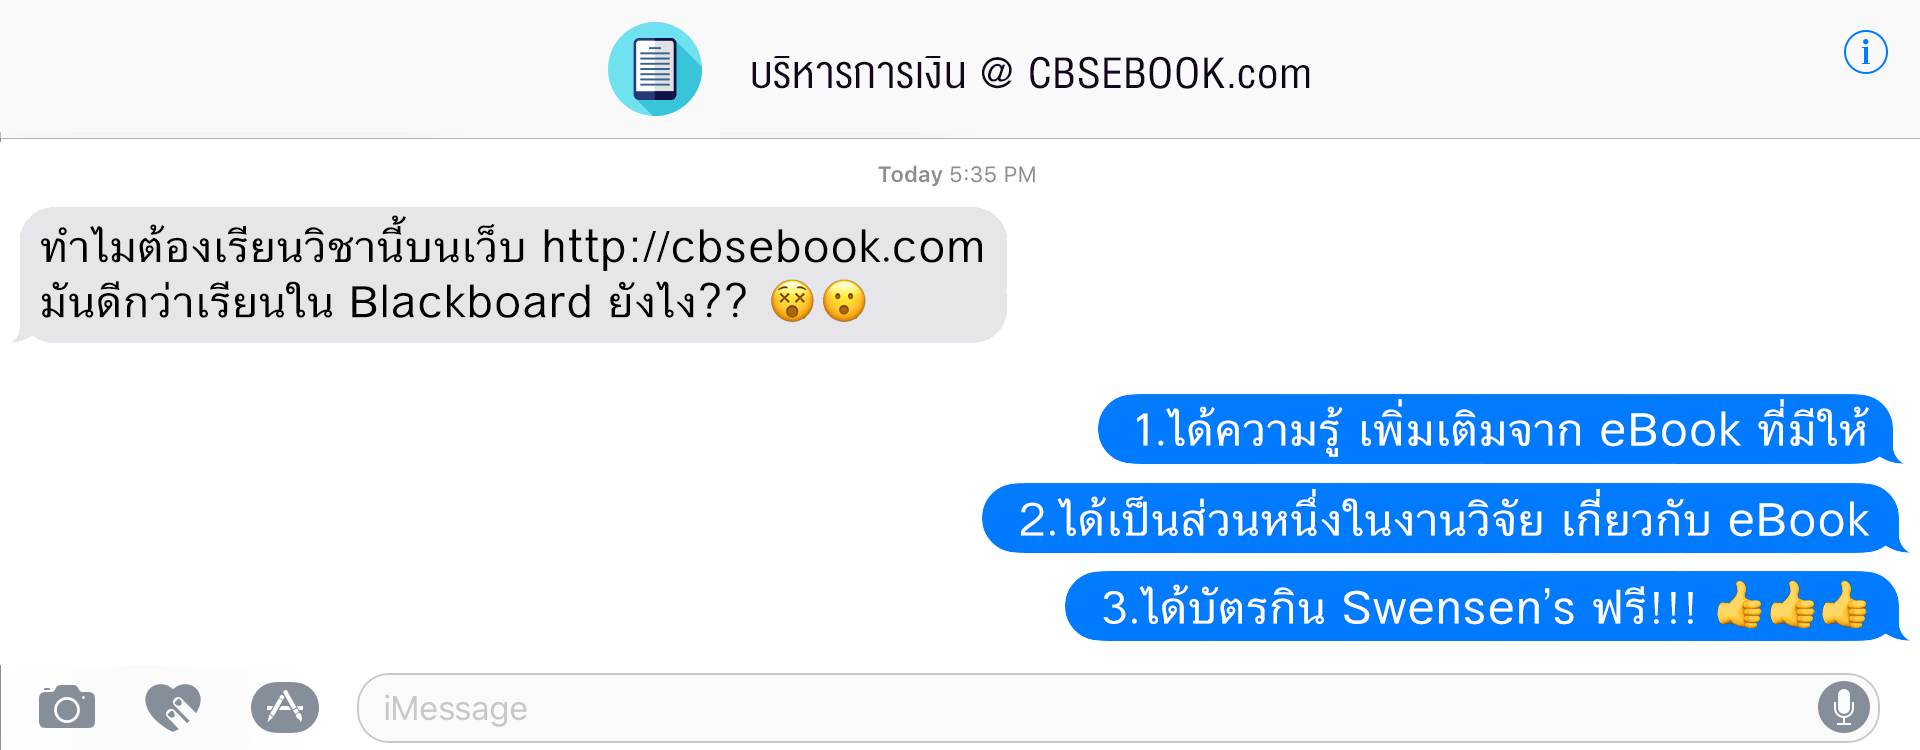 บริหารการเงิน @ CBSEBOOK.com
Today 5:35 PM
ทำไมต้องเรียนวิชานี้บนเว็บ http://cbsebook.com
มันดีกว่าเรียนใน Blackboard ยังไง?? 😵😮
1.ได้ความรู้ เพิ่มเติมจาก eBook ที่มีให้
2.ได้เป็นส่วนหนึ่งในงานวิจัย เกี่ยวกับ eBook
3.ได้บัตรกิน Swensen’s ฟรี!!! 👍👍👍
iMessage